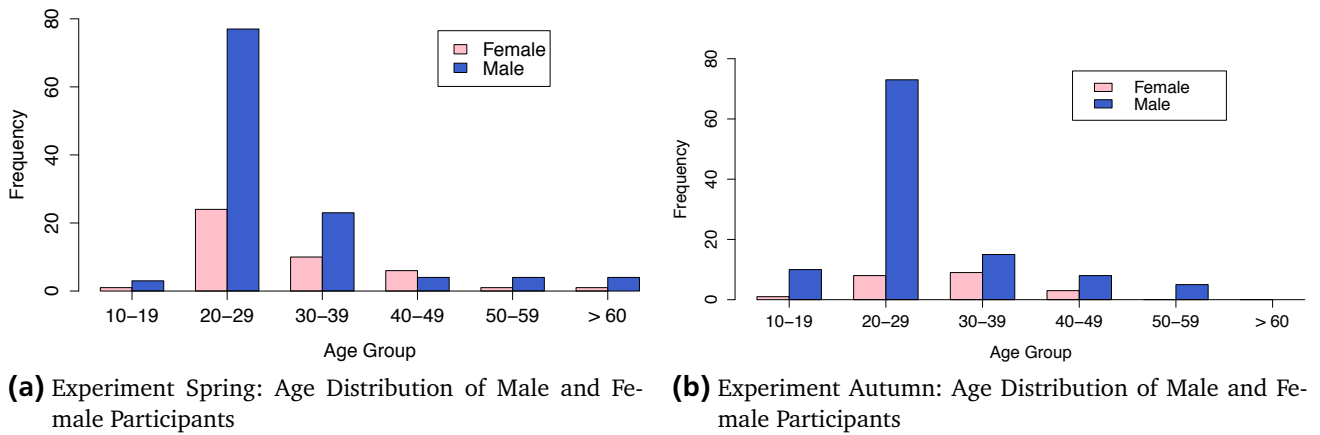 80
60
40
20
0
Frequency
Female
Male
10–19 20–29 30–39 40–49 50–59 > 60
Age Group
(a) Experiment Spring: Age Distribution of Male and Fe-
male Participants
80
60
40
20
0
Frequency
Female
Male
10–19 20–29 30–39 40–49 50–59 > 60
Age Group
(b) Experiment Autumn: Age Distribution of Male and Fe-
male Participants